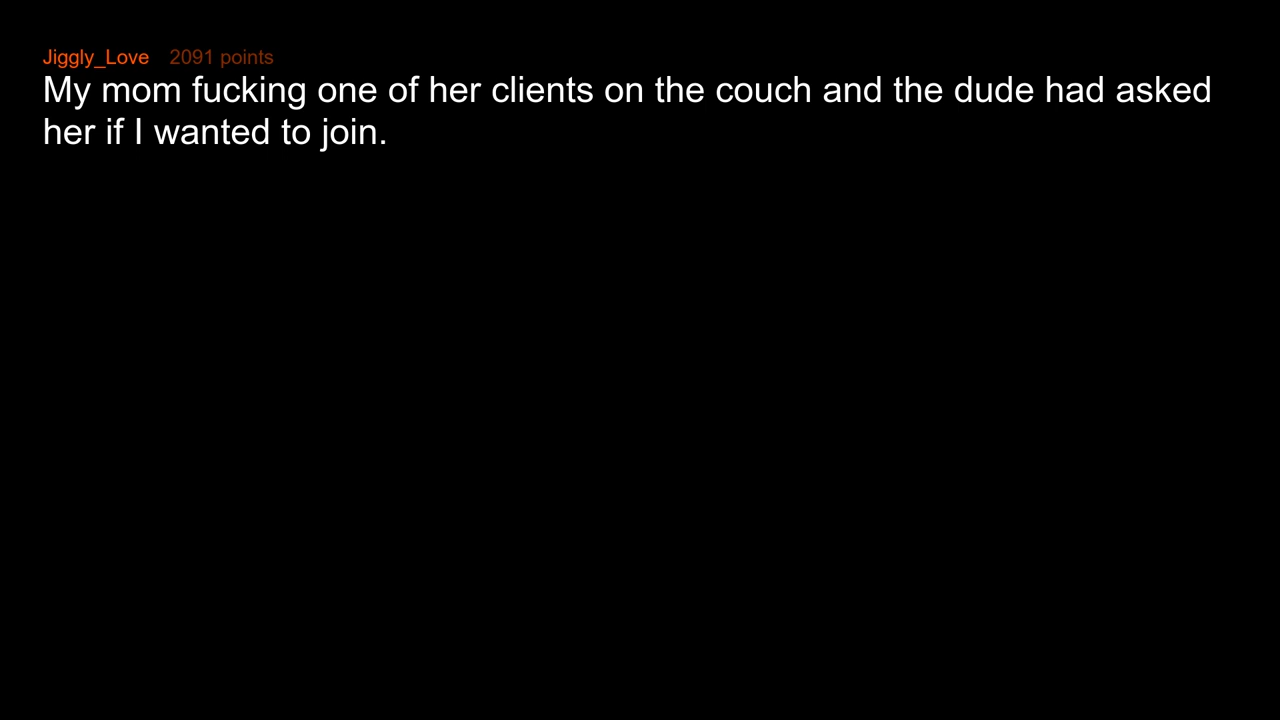 Jiggly_Love 2091 points
My mom fucking one of her clients on the couch and the dude had asked
her if I wanted to join.